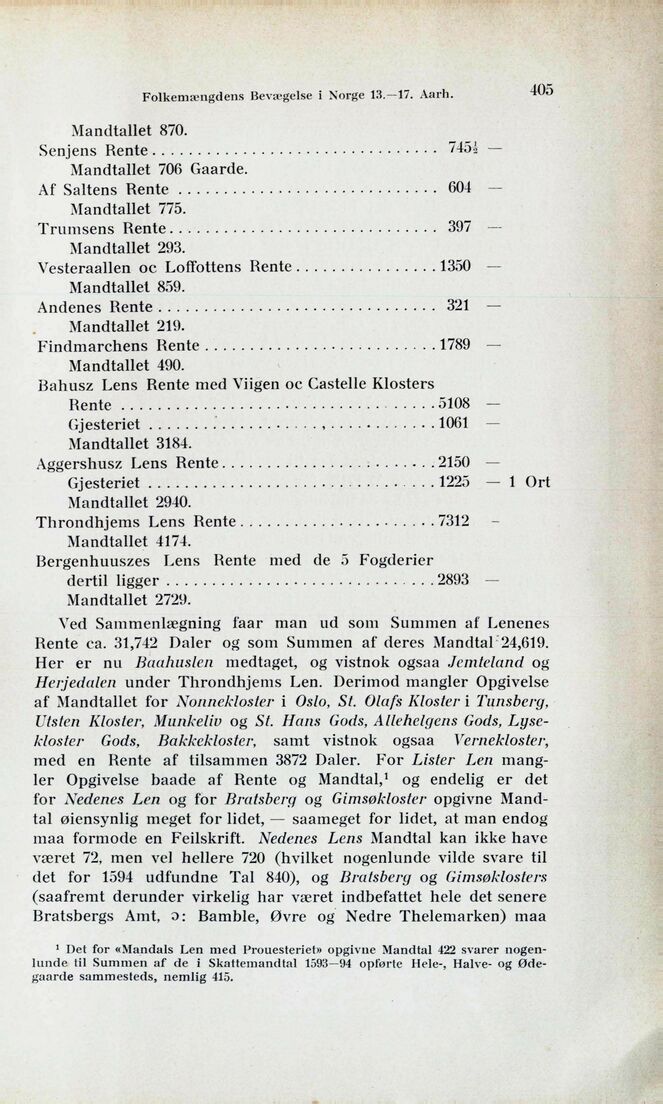 Folkemængdens Bevægelse i Norge 13.—17. Aarh. 405
Mandtallet 870.
Senjens Rente . . . . . . . . . . . . . . . . . . . . . . . . . . . . . . . 745½ —
Mandtallet 706 Gaarde.
Af Saltens Rente . . . . . . . . . . . . . . . . . . . . . . . . . . . . 604 —
Mandtallet 775.
Trumsens Rente . . . . . . . . . . . . . . . . . . . . . . . . . . . . . 397 —
Mandtallet 293.
Vesteraallen oc Loffottens Rente . . . . . . . . . . . . . . . 1350 —
Mandtallet 859.
Andenes Rente . . . . . . . . . . . . . . . . . . . . . . . . . . . . . . 321 —
Mandtallet 219.
Findmarchens Rente . . . . . . . . . . . . . . . . . . . . . . . . . 1789 —
Mandtallet 490.
Bahusz Lens Rente med Viigen oc Castelle Klosters
Rente . . . . . . . . . . . . . . . . . . . . . . . . . . . . . . . . . . 5108 —
Gjesteriet . . . . . . . . . . . . . . . . . . . . . . . . . . . . . . . 1061 —
Mandtallet 3184.
Aggershusz Lens Rente . . . . . . . . . . . . . . . . . . . . . . . 2150 —
Gjesteriet . . . . . . . . . . . . . . . . . . . . . . . . . . . . . . . 1225 — 1 Ort
Mandtallet 2940.
Throndhjems Lens Rente . . . . . . . . . . . . . . . . . . . . . 7312 -
Mandtallet 4174.
Bergenhuuszes Lens Rente med de 5 Fogderier
dertil ligger . . . . . . . . . . . . . . . . . . . . . . . . . . . . . 2893 —
Mandtallet 2729.
Ved Sammenlægning faar man ud som Summen af Lenenes
Rente ca. 31,742 Daler og som Summen af deres Mandtal 24,619.
Her er nu Baahuslen medtaget, og vistnok ogsaa Jemteland og
Herjedalen under Throndhjems Len. Derimod mangler Opgivelse
af Mandtallet for Nonnekloster i Oslo, St. Olafs Kloster i Tunsberg,
Utsten Kloster, Munkeliv og St. Hans Gods, Allehelgens Gods, Lyse-
kloster Gods, Bakkekloster, samt vistnok ogsaa Vernekloster,
med en Rente af tilsammen 3872 Daler. For Lister Len mang-
ler Opgivelse baade af Rente og Mandtal,¹ og endelig er det
for Nedenes Len og for Bratsberg og Gimsøkloster opgivne Mand-
tal øiensynlig meget for lidet, — saameget for lidet, at man endog
maa formode en Feilskrift. Nedenes Lens Mandtal kan ikke have
været 72, men vel hellere 720 (hvilket nogenlunde vilde svare til
det for 1594 udfundne Tal 840), og Bratsberg og Gimsøklosters
(saafremt derunder virkelig har været indbefattet hele det senere
Bratsbergs Amt, ɔ: Bamble, Øvre og Nedre Thelemarken) maa
¹ Det for «Mandals Len med Prouesteriet» opgivne Mandtal 422 svarer nogen-
lunde til Summen af de i Skattemandtal 1593—94 opførte Hele-, Halve- og Øde-
gaarde sammesteds, nemlig 415.